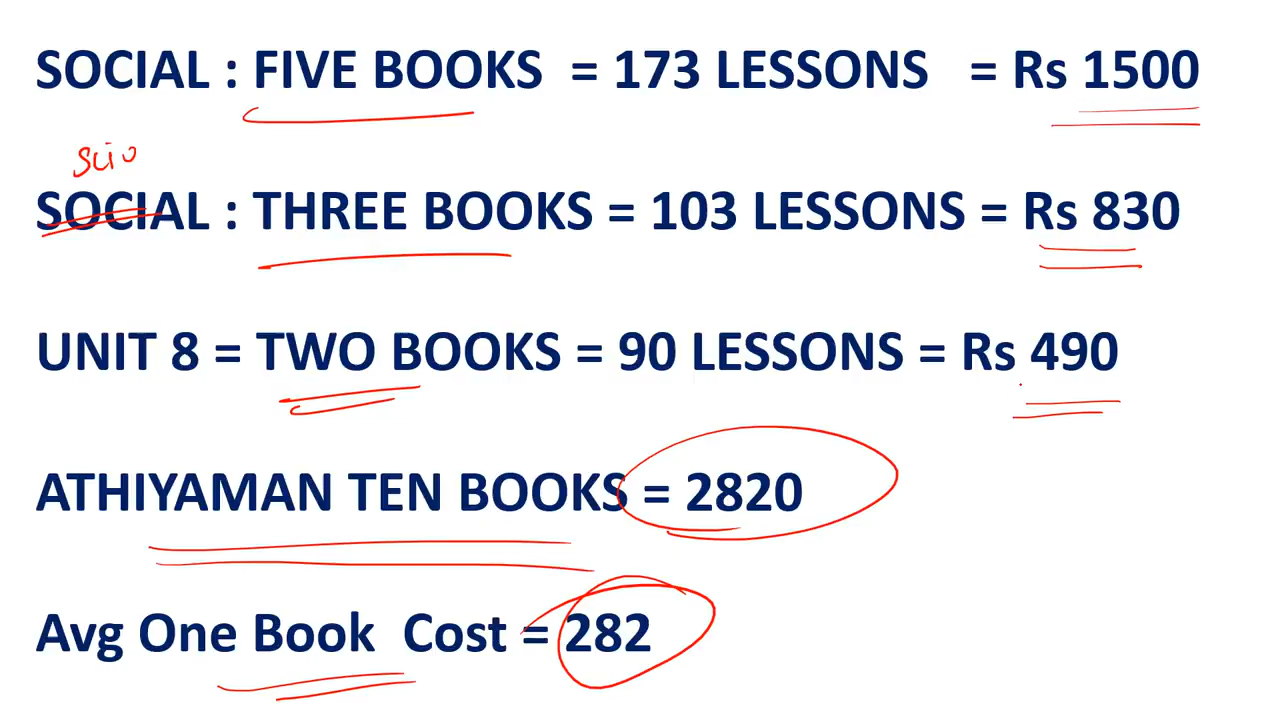 SOCIAL : FIVE BOOKS = 173 LESSONS = Rs 1500
SOCIAL : THREE BOOKS = 103 LESSONS = Rs 830
UNIT 8 = TWO BOOKS = 90 LESSONS = Rs 490
ATHIYAMAN TEN BOOKS = 2820
Avg One Book Cost = 282